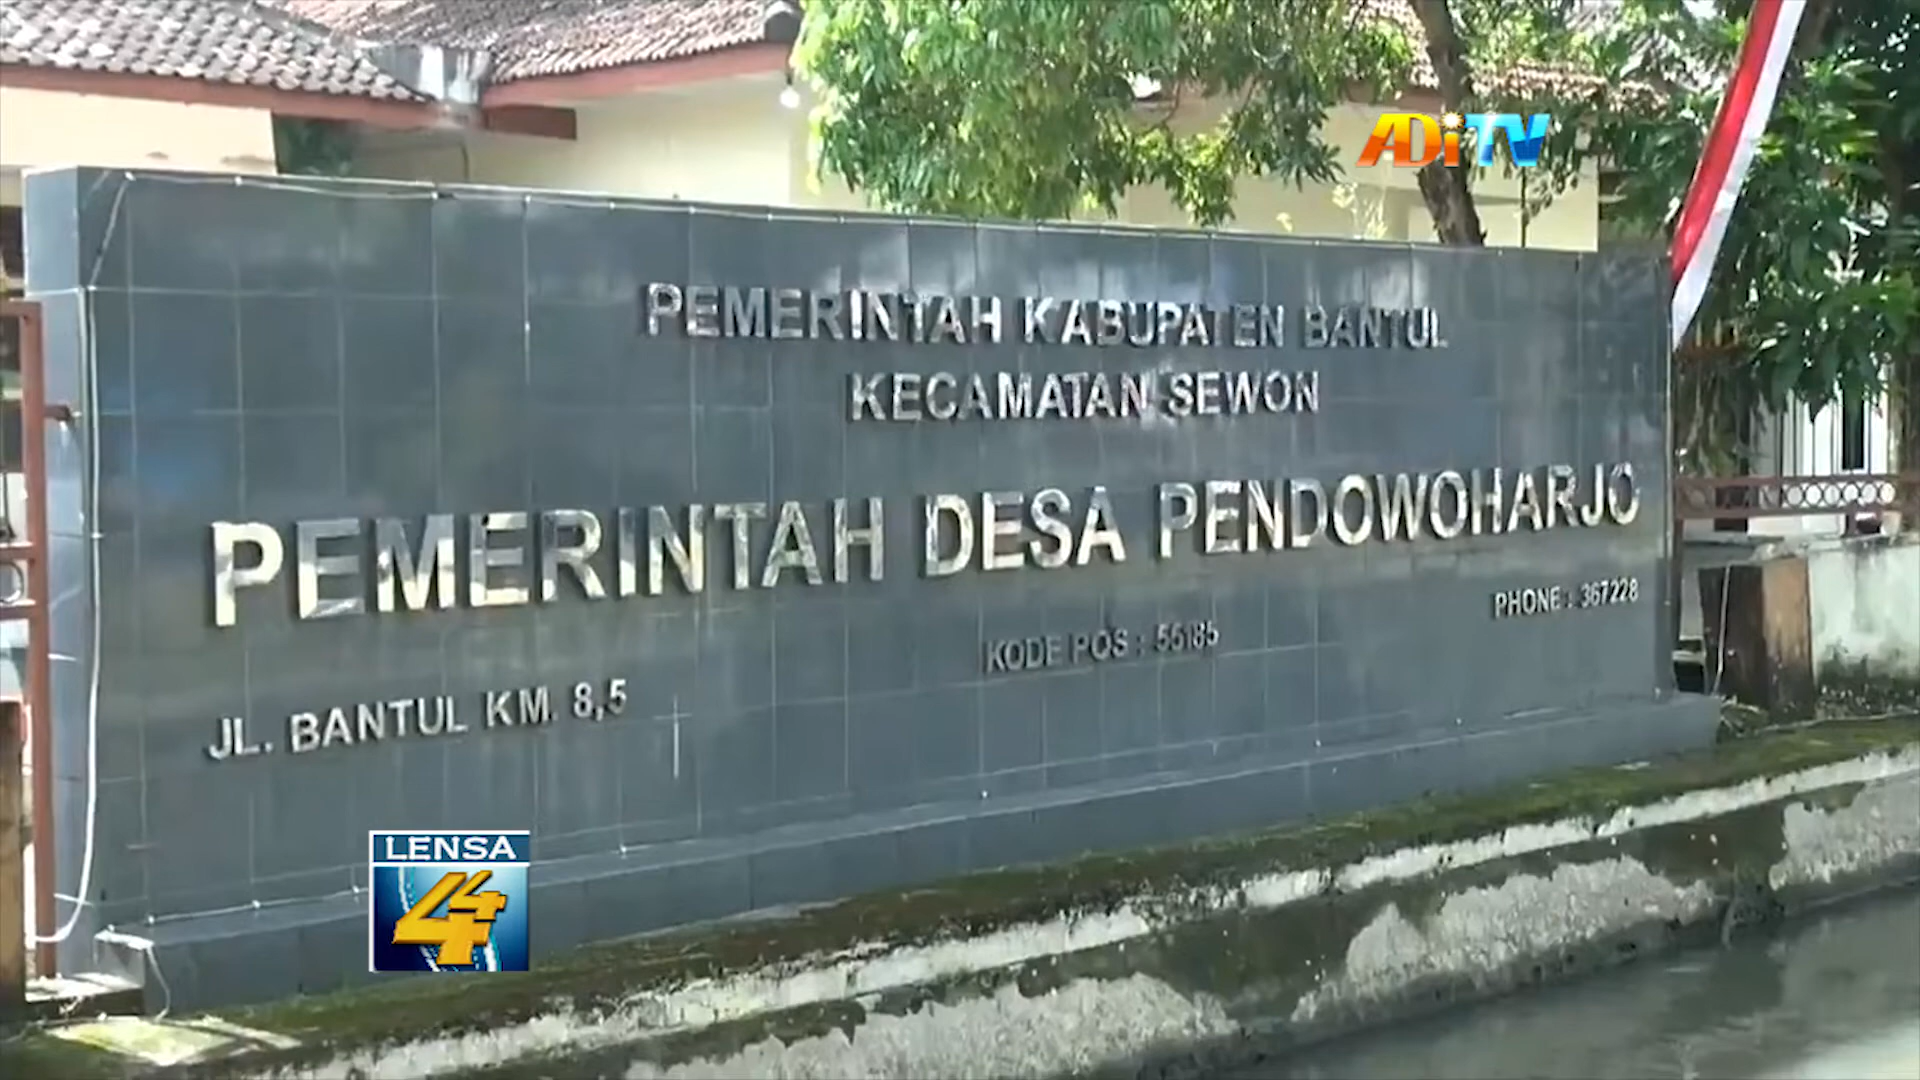 ADiTV
PEMERINTAH KABUPATEN BANTUL
KECAMATAN SEWON
PEMERINTAH DESA PENDOWOHARJO
PHONE : 367228
KODE POS : 55185
JL. BANTUL KM. 8,5
LENSA
44